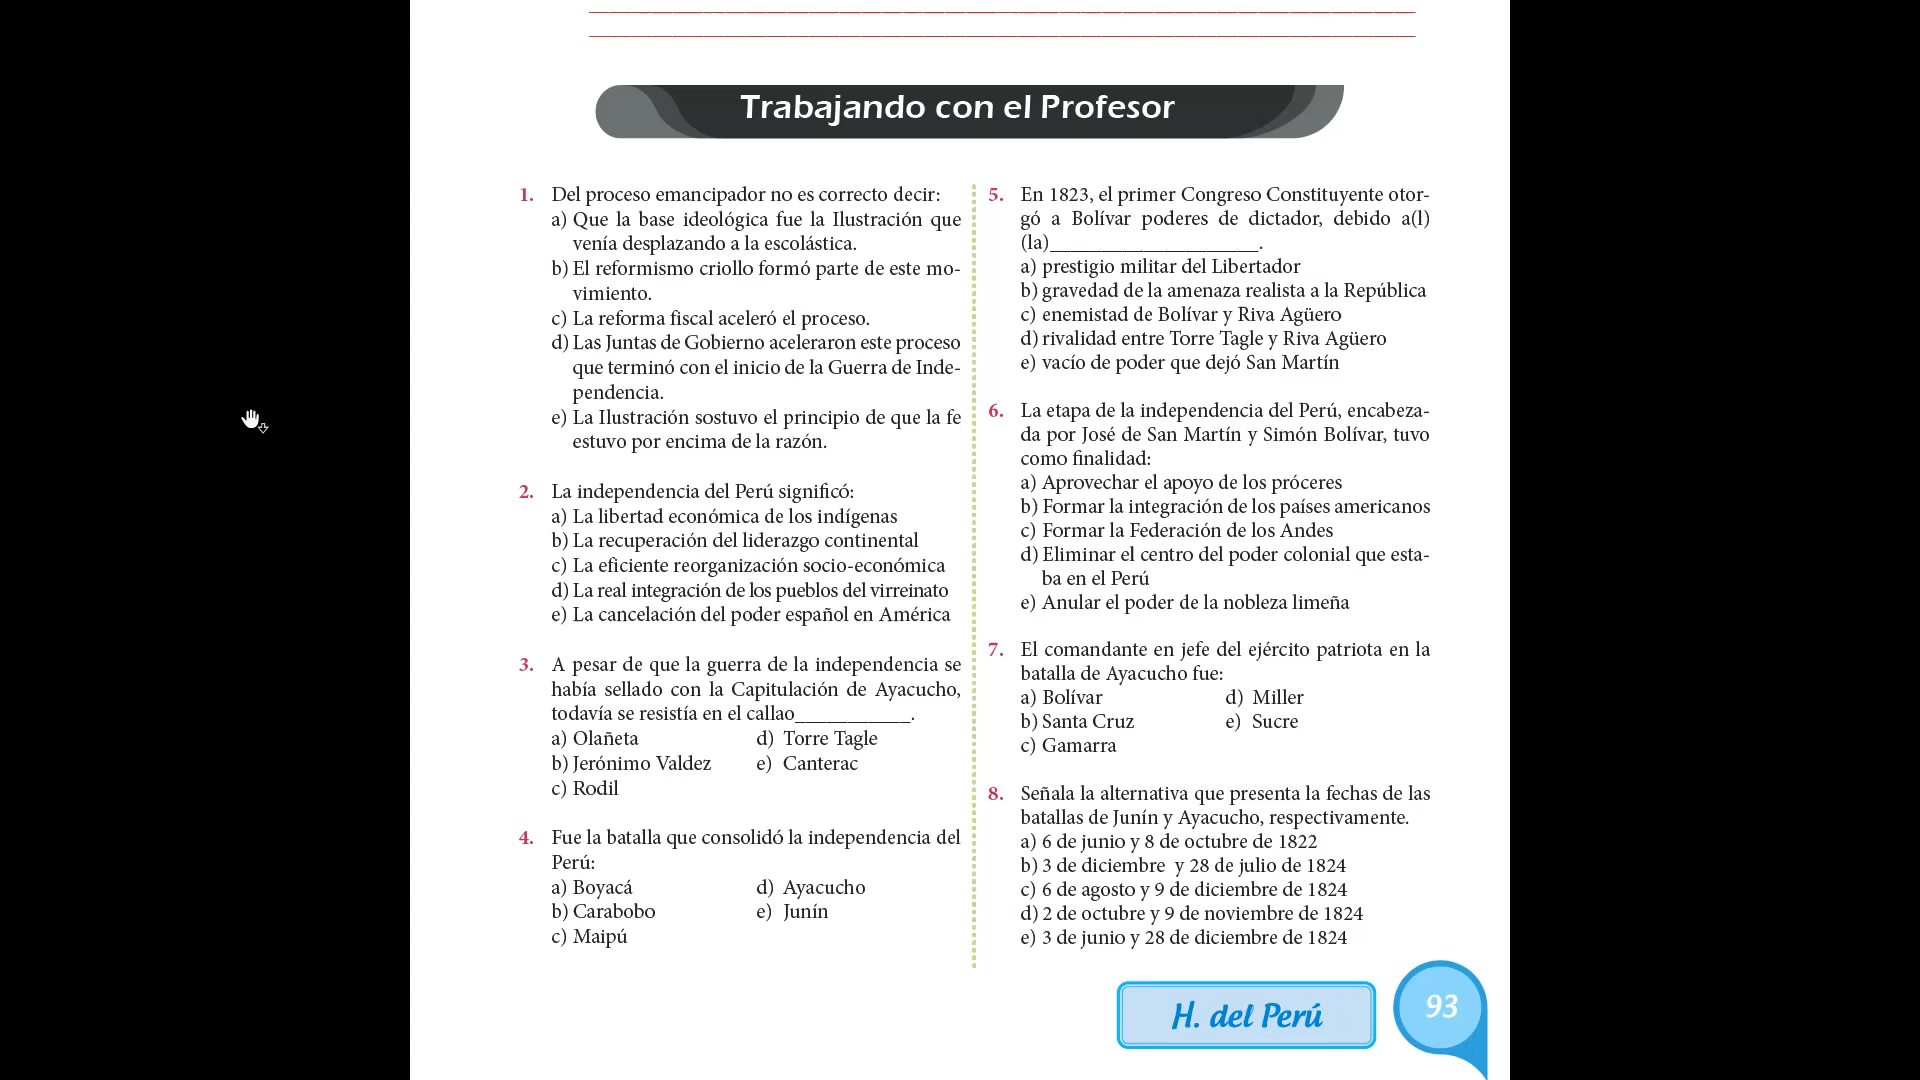 Trabajando con el Profesor
1. Del proceso emancipador no es correcto decir:
a) Que la base ideológica fue la Ilustración que
venía desplazando a la escolástica.
b) El reformismo criollo formó parte de este mo-
vimiento.
c) La reforma fiscal aceleró el proceso.
d) Las Juntas de Gobierno aceleraron este proceso
que terminó con el inicio de la Guerra de Inde-
pendencia.
e) La Ilustración sostuvo el principio de que la fe
estuvo por encima de la razón.
2. La independencia del Perú significó:
a) La libertad económica de los indígenas
b) La recuperación del liderazgo continental
c) La eficiente reorganización socio-económica
d) La real integración de los pueblos del virreinato
e) La cancelación del poder español en América
3. A pesar de que la guerra de la independencia se
había sellado con la Capitulación de Ayacucho,
todavía se resistía en el callao___________.
a) Olañeta d) Torre Tagle
b) Jerónimo Valdez e) Canterac
c) Rodil
4. Fue la batalla que consolidó la independencia del
Perú:
a) Boyacá d) Ayacucho
b) Carabobo e) Junín
c) Maipú
5. En 1823, el primer Congreso Constituyente otor-
gó a Bolívar poderes de dictador, debido a(l)
(la)____________________.
a) prestigio militar del Libertador
b) gravedad de la amenaza realista a la República
c) enemistad de Bolívar y Riva Agüero
d) rivalidad entre Torre Tagle y Riva Agüero
e) vacío de poder que dejó San Martín
6. La etapa de la independencia del Perú, encabeza-
da por José de San Martín y Simón Bolívar, tuvo
como finalidad:
a) Aprovechar el apoyo de los próceres
b) Formar la integración de los países americanos
c) Formar la Federación de los Andes
d) Eliminar el centro del poder colonial que esta-
ba en el Perú
e) Anular el poder de la nobleza limeña
7. El comandante en jefe del ejército patriota en la
batalla de Ayacucho fue:
a) Bolívar d) Miller
b) Santa Cruz e) Sucre
c) Gamarra
8. Señala la alternativa que presenta la fechas de las
batallas de Junín y Ayacucho, respectivamente.
a) 6 de junio y 8 de octubre de 1822
b) 3 de diciembre y 28 de julio de 1824
c) 6 de agosto y 9 de diciembre de 1824
d) 2 de octubre y 9 de noviembre de 1824
e) 3 de junio y 28 de diciembre de 1824
H. del Perú
93